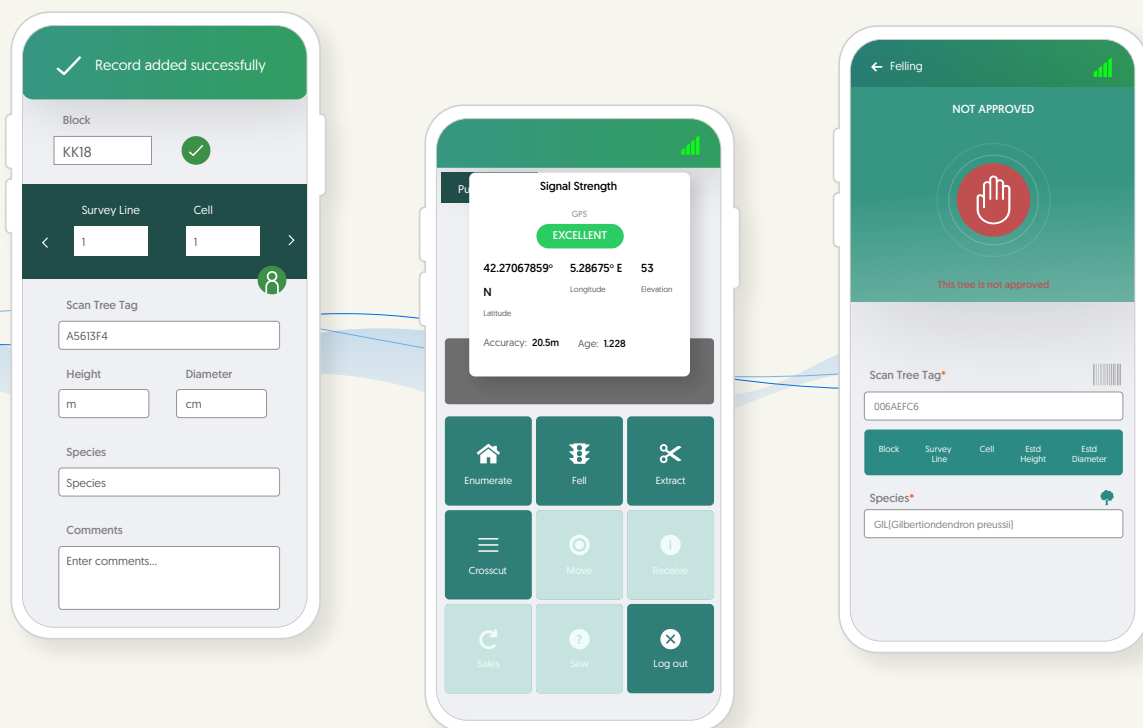 Record added successfully
Block
KK18
Survey Line Cell
1 1
Scan Tree Tag
A5613F4
Height Diameter
m cm
Species
Species
Comments
Enter comments...
Pu
Signal Strength
GPS
EXCELLENT
42.27067859° 5.28675° E 53
N Longitude Elevation
Latitude
Accuracy: 20.5m Age: 1.228
Enumerate Fell Extract
Crosscut Move Receive
Sales Saw Log out
Felling
NOT APPROVED
This tree is not approved
Scan Tree Tag*
006AEFC6
Block Survey Cell Estd Estd
Line Height Diameter
Species*
GIL(Gilbertiondendron preussii)